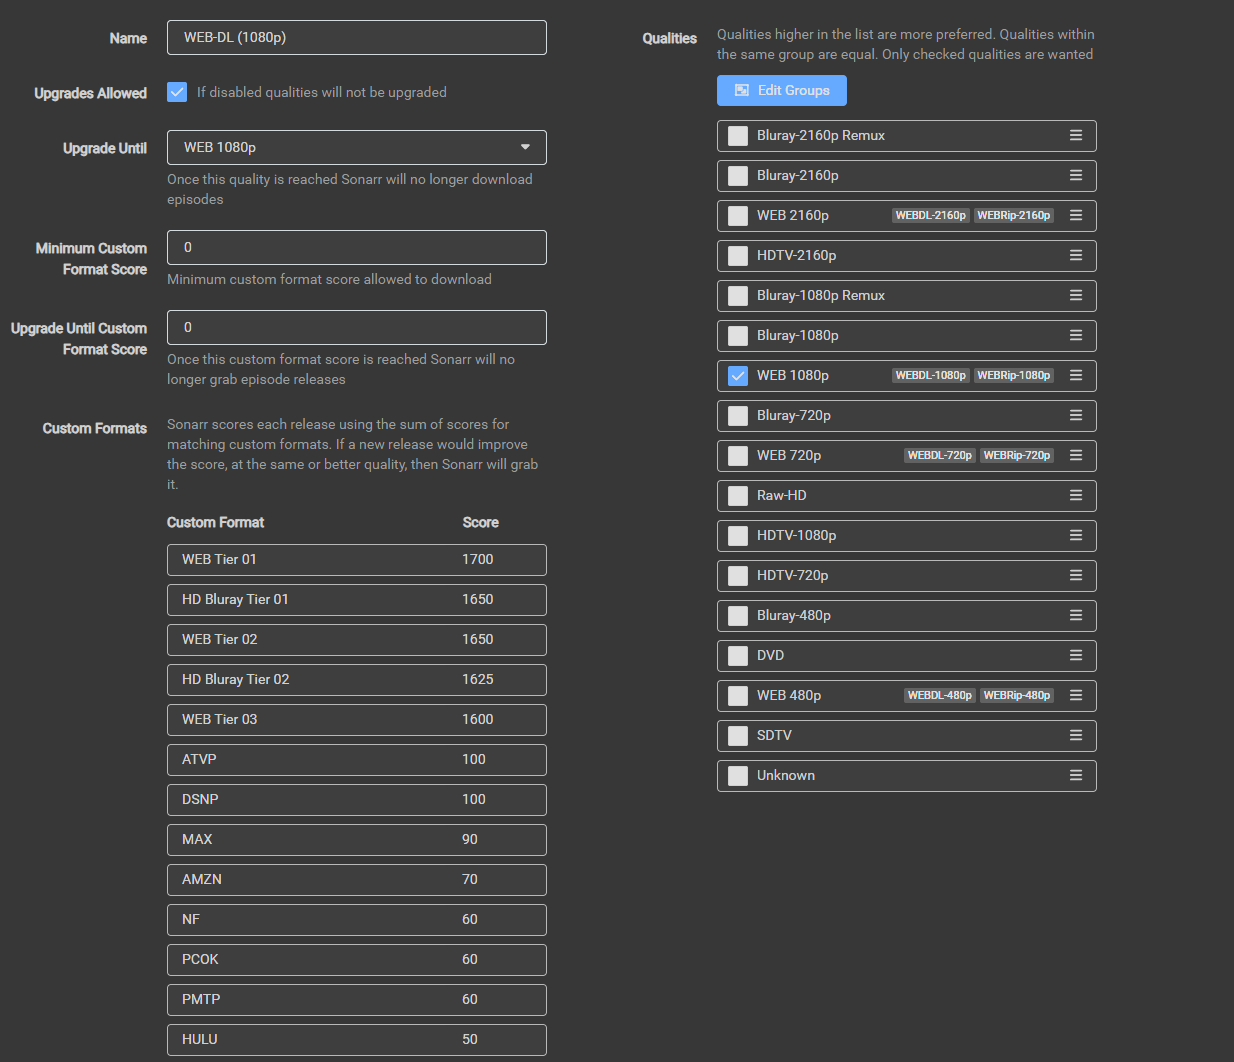 Name
WEB-DL (1080p)
Upgrades Allowed
If disabled qualities will not be upgraded
Upgrade Until
WEB 1080p
Once this quality is reached Sonarr will no longer download
episodes
Minimum Custom
Format Score
0
Minimum custom format score allowed to download
Upgrade Until Custom
Format Score
0
Once this custom format score is reached Sonarr will no
longer grab episode releases
Custom Formats
Sonarr scores each release using the sum of scores for
matching custom formats. If a new release would improve
the score, at the same or better quality, then Sonarr will grab
it.
Custom Format Score
WEB Tier 01 1700
HD Bluray Tier 01 1650
WEB Tier 02 1650
HD Bluray Tier 02 1625
WEB Tier 03 1600
ATVP 100
DSNP 100
MAX 90
AMZN 70
NF 60
PCOK 60
PMTP 60
HULU 50
Qualities
Qualities higher in the list are more preferred. Qualities within
the same group are equal. Only checked qualities are wanted
Edit Groups
Bluray-2160p Remux
Bluray-2160p
WEB 2160p WEBDL-2160p WEBRip-2160p
HDTV-2160p
Bluray-1080p Remux
Bluray-1080p
WEB 1080p WEBDL-1080p WEBRip-1080p
Bluray-720p
WEB 720p WEBDL-720p WEBRip-720p
Raw-HD
HDTV-1080p
HDTV-720p
Bluray-480p
DVD
WEB 480p WEBDL-480p WEBRip-480p
SDTV
Unknown